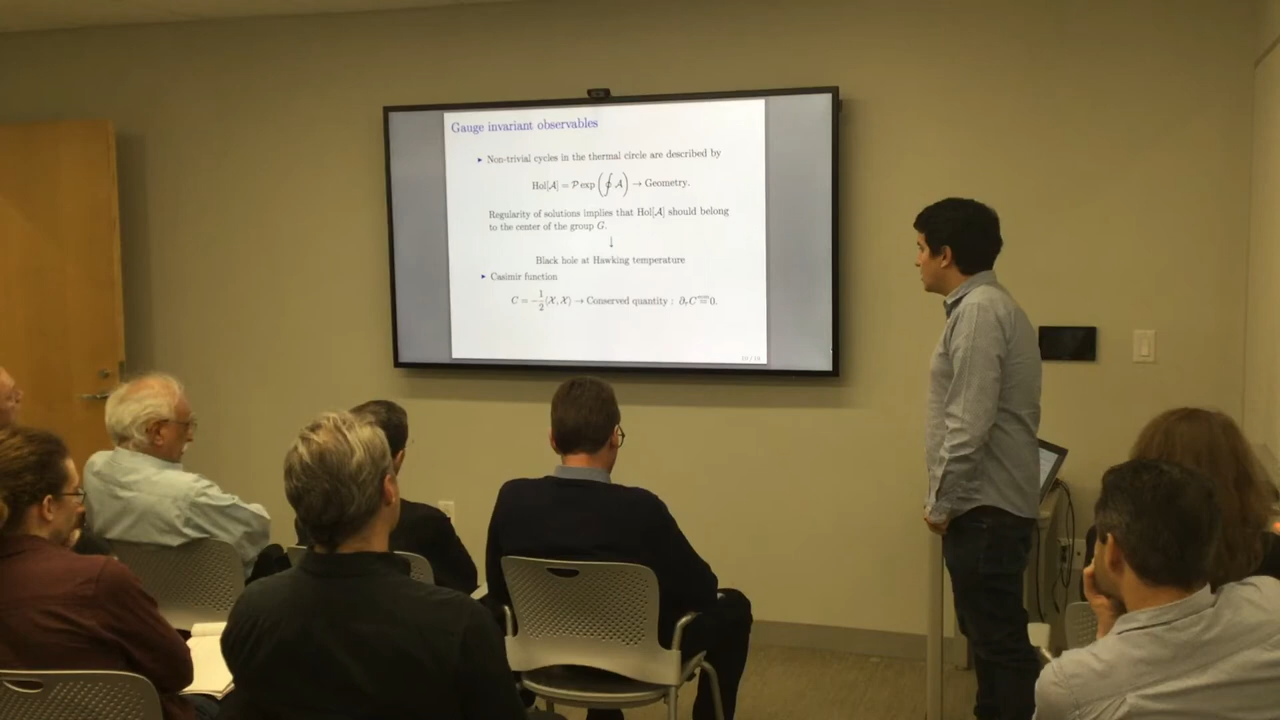 Gauge invariant observables
▸ Non-trivial cycles in the thermal circle are described by
Hol[𝒜] = 𝒫 exp (∮ 𝒜) → Geometry.
Regularity of solutions implies that Hol[𝒜] should belong
to the center of the group G.
↓
Black hole at Hawking temperature
▸ Casimir function
C = −1/2⟨𝒳, 𝒳⟩ → Conserved quantity : ∂ᵣC ≝ 0.